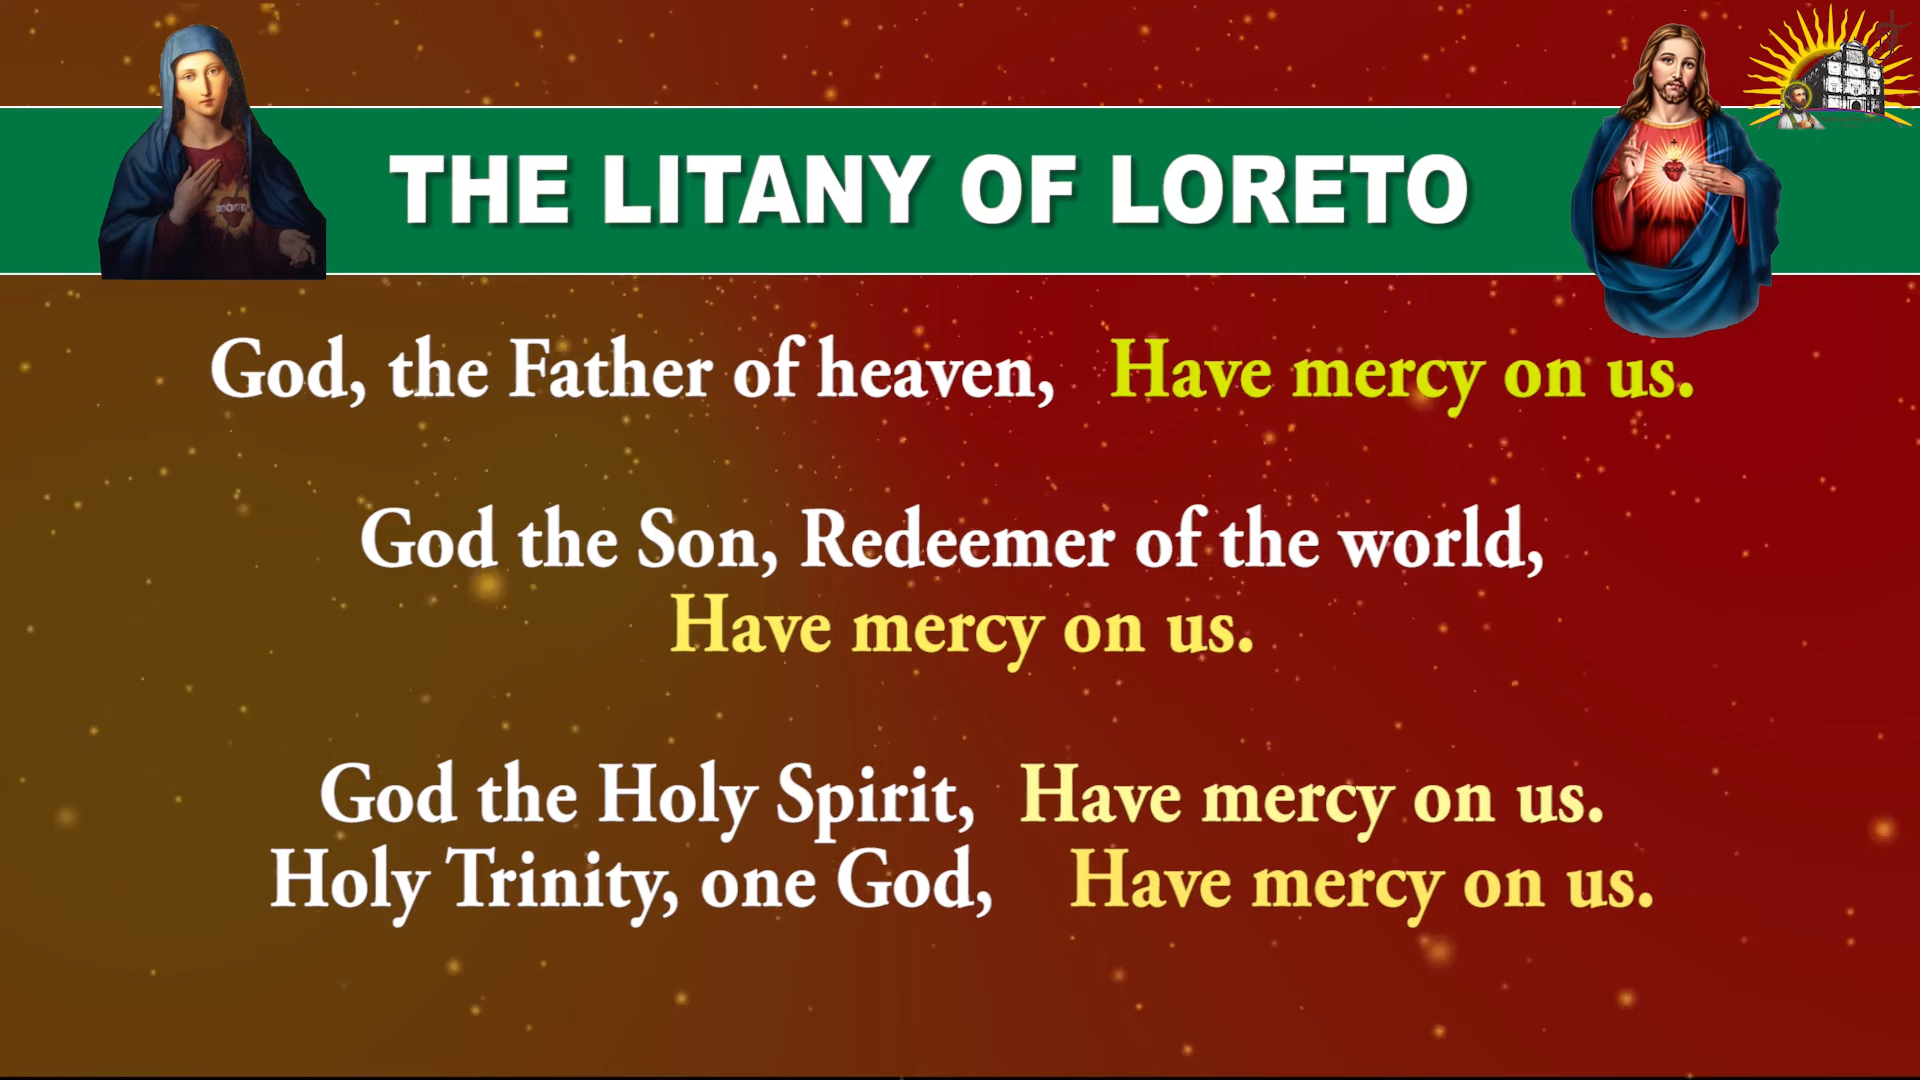 THE LITANY OF LORETO
God, the Father of heaven, Have mercy on us.
God the Son, Redeemer of the world,
Have mercy on us.
God the Holy Spirit, Have mercy on us.
Holy Trinity, one God, Have mercy on us.